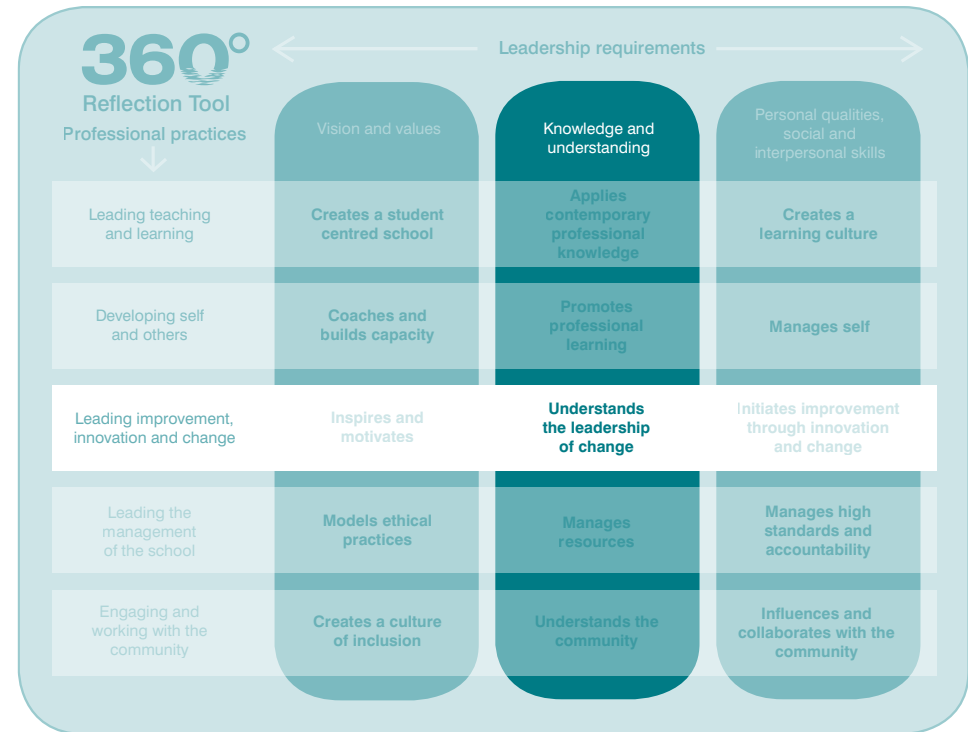 360°
Reflection Tool
Professional practices
Leadership requirements
Vision and values
Knowledge and
understanding
Personal qualities,
social and
interpersonal skills
Leading teaching
and learning
Creates a student
centred school
Applies
contemporary
professional
knowledge
Creates a
learning culture
Developing self
and others
Coaches and
builds capacity
Promotes
professional
learning
Manages self
Leading improvement,
innovation and change
Inspires and
motivates
Understands
the leadership
of change
Initiates improvement
through innovation
and change
Leading the
management
of the school
Models ethical
practices
Manages
resources
Manages high
standards and
accountability
Engaging and
working with the
community
Creates a culture
of inclusion
Understands the
community
Influences and
collaborates with the
community